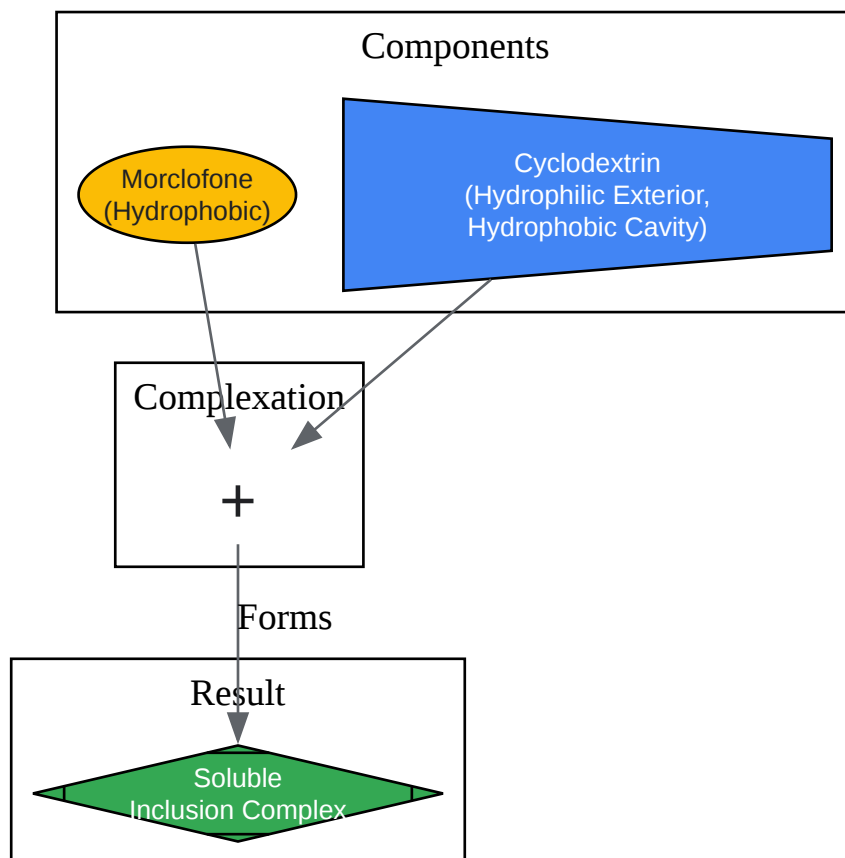 Components
Morclofone
(Hydrophobic)
Cyclodextrin
(Hydrophilic Exterior,
Hydrophobic Cavity)
Complexation
+
Forms
Result
Soluble
Inclusion Complex